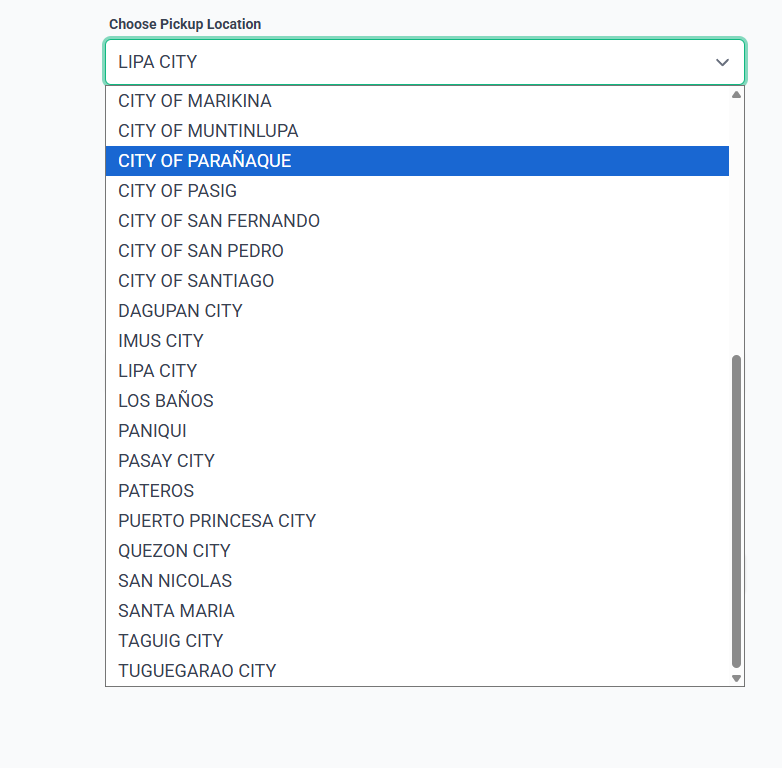 Choose Pickup Location
LIPA CITY
CITY OF MARIKINA
CITY OF MUNTINLUPA
CITY OF PARAÑAQUE
CITY OF PASIG
CITY OF SAN FERNANDO
CITY OF SAN PEDRO
CITY OF SANTIAGO
DAGUPAN CITY
IMUS CITY
LIPA CITY
LOS BAÑOS
PANIQUI
PASAY CITY
PATEROS
PUERTO PRINCESA CITY
QUEZON CITY
SAN NICOLAS
SANTA MARIA
TAGUIG CITY
TUGUEGARAO CITY